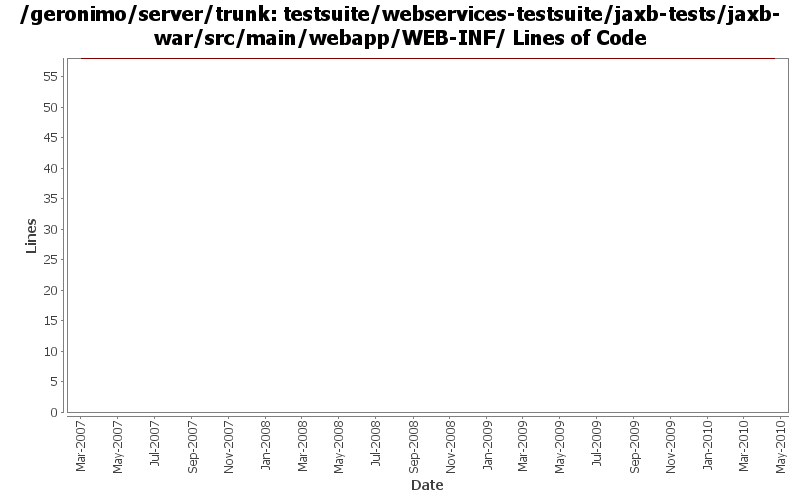 /geronimo/server/trunk: testsuite/webservices-testsuite/jaxb-tests/jaxb-
war/src/main/webapp/WEB-INF/ Lines of Code
Lines
55
50
45
40
35
30
25
20
15
10
5
0
Mar-2007
May-2007
Jul-2007
Sep-2007
Nov-2007
Jan-2008
Mar-2008
May-2008
Jul-2008
Sep-2008
Nov-2008
Jan-2009
Mar-2009
May-2009
Jul-2009
Sep-2009
Nov-2009
Jan-2010
Mar-2010
May-2010
Date